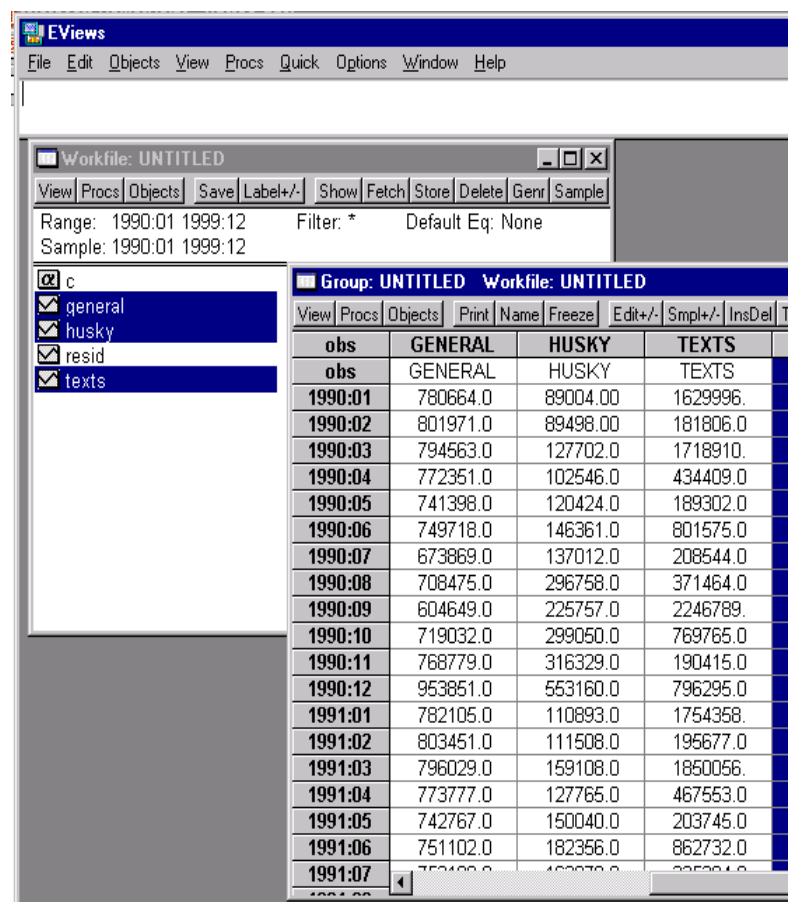 EViews
File Edit Objects View Procs Quick Options Window Help
Workfile: UNTITLED
View Procs Objects Save Label+/- Show Fetch Store Delete Genr Sample
Range: 1990:01 1999:12 Filter: * Default Eq: None
Sample: 1990:01 1999:12
c
general
husky
resid
texts
Group: UNTITLED Workfile: UNTITLED
View Procs Objects Print Name Freeze Edit+/- Smpl+/- InsDel
obs GENERAL HUSKY TEXTS
obs GENERAL HUSKY TEXTS
1990:01 780664.0 89004.00 1629996.
1990:02 801971.0 89498.00 181806.0
1990:03 794563.0 127702.0 1718910.
1990:04 772351.0 102546.0 434409.0
1990:05 741398.0 120424.0 189302.0
1990:06 749718.0 146361.0 801575.0
1990:07 673869.0 137012.0 208544.0
1990:08 708475.0 296758.0 371464.0
1990:09 604649.0 225757.0 2246789.
1990:10 719032.0 299050.0 769765.0
1990:11 768779.0 316329.0 190415.0
1990:12 953851.0 553160.0 796295.0
1991:01 782105.0 110893.0 1754358.
1991:02 803451.0 111508.0 195677.0
1991:03 796029.0 159108.0 1850056.
1991:04 773777.0 127765.0 467553.0
1991:05 742767.0 150040.0 203745.0
1991:06 751102.0 182356.0 862732.0
1991:07